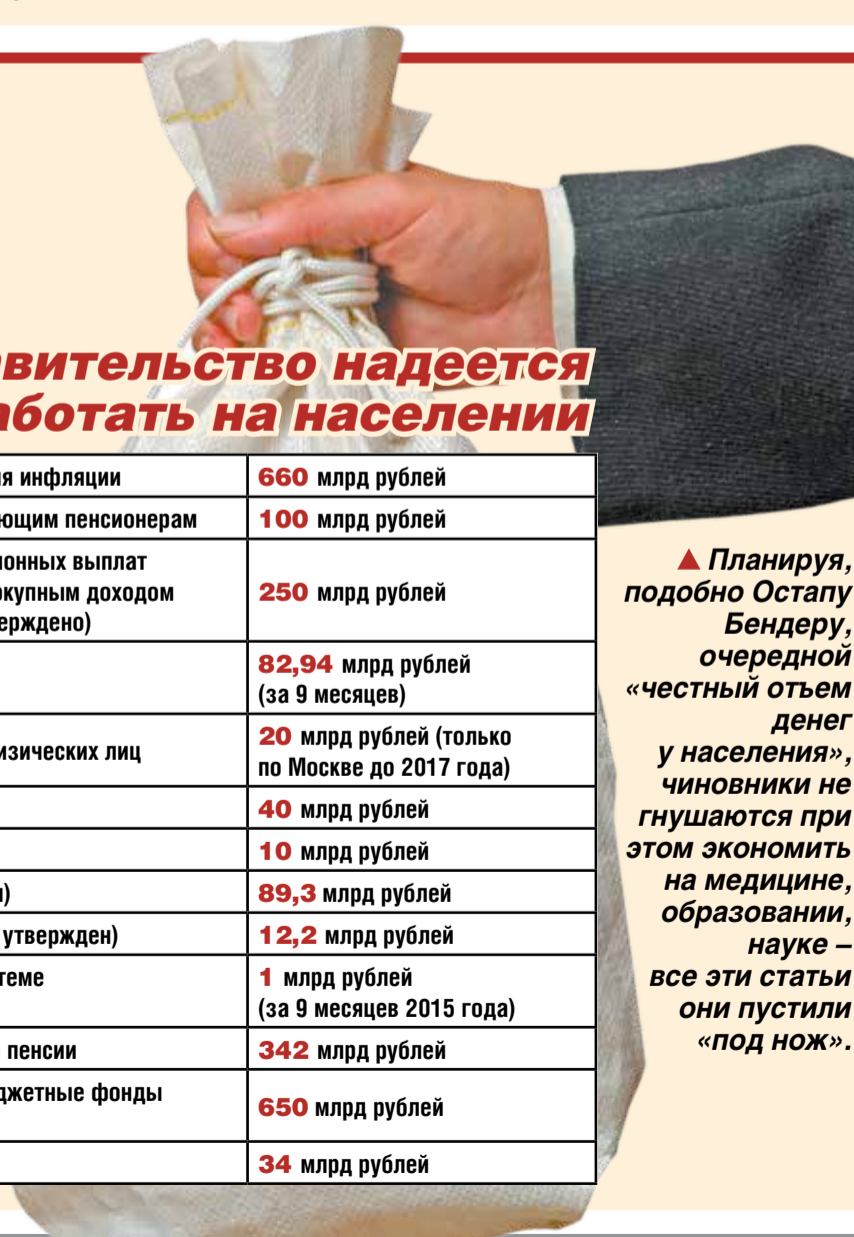 авительство надеется
аботать на населении
ия инфляции 660 млрд рублей
ющим пенсионерам 100 млрд рублей
ионных выплат
окупным доходом
ерждено)
250 млрд рублей
82,94 млрд рублей
(за 9 месяцев)
изических лиц
20 млрд рублей (только
по Москве до 2017 года)
40 млрд рублей
10 млрд рублей
) 89,3 млрд рублей
утвержден) 12,2 млрд рублей
теме
1 млрд рублей
(за 9 месяцев 2015 года)
пенсии 342 млрд рублей
джетные фонды
650 млрд рублей
34 млрд рублей
▲ Планируя,
подобно Остапу
Бендеру,
очередной
«честный отъем
денег
у населения»,
чиновники не
гнушаются при
этом экономить
на медицине,
образовании,
науке –
все эти статьи
они пустили
«под нож».